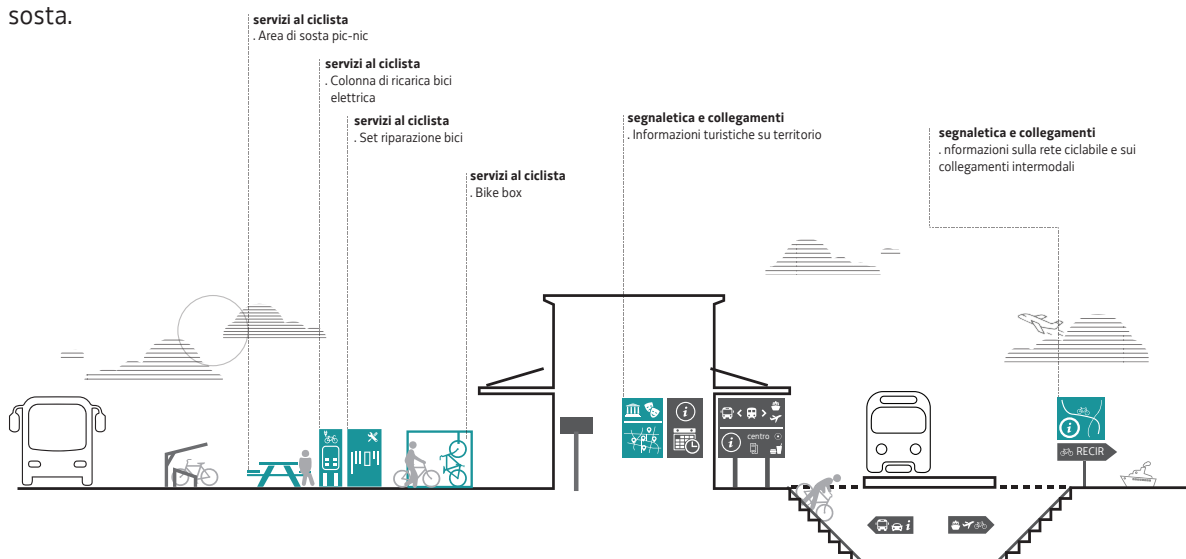 sosta.
servizi al ciclista
. Area di sosta pic-nic
servizi al ciclista
. Colonna di ricarica bici
elettrica
servizi al ciclista
. Set riparazione bici
servizi al ciclista
. Bike box
segnaletica e collegamenti
. Informazioni turistiche su territorio
segnaletica e collegamenti
. nformazioni sulla rete ciclabile e sui
collegamenti intermodali
i
i
centro
i
RECIR
i